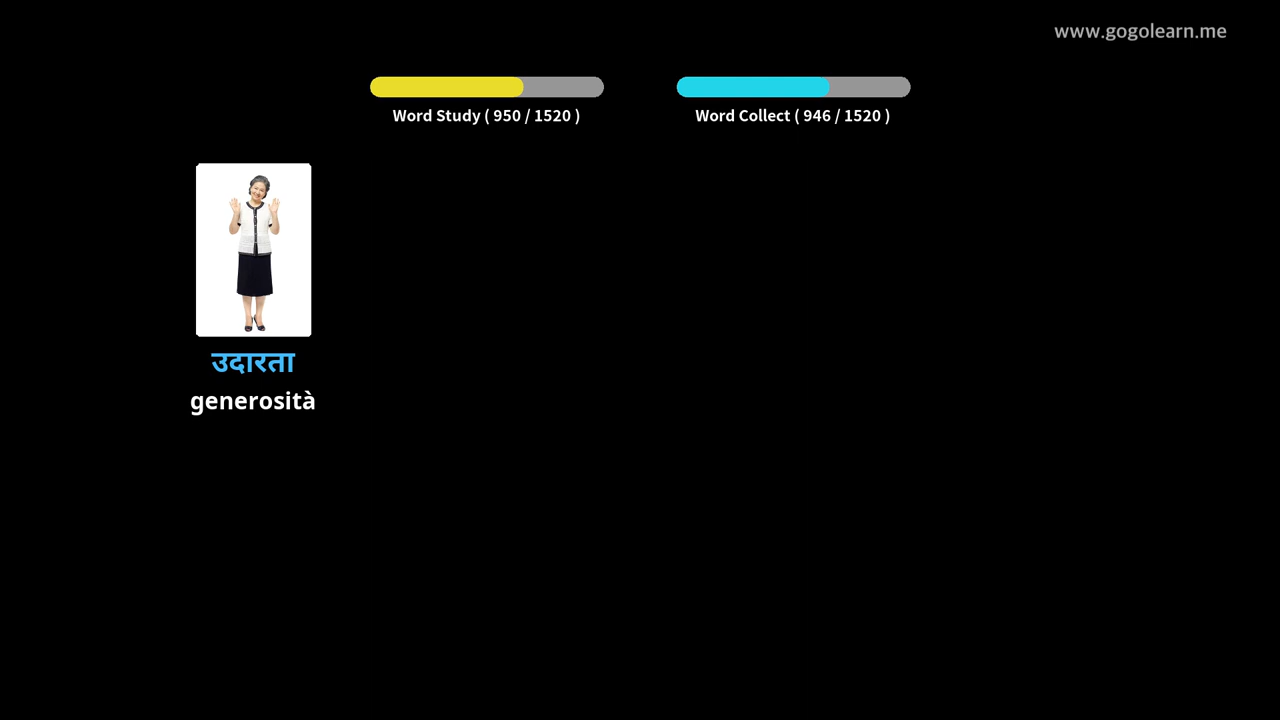 www.gogolearn.me
Word Study ( 950 / 1520 )
Word Collect ( 946 / 1520 )
उदारता
generosità